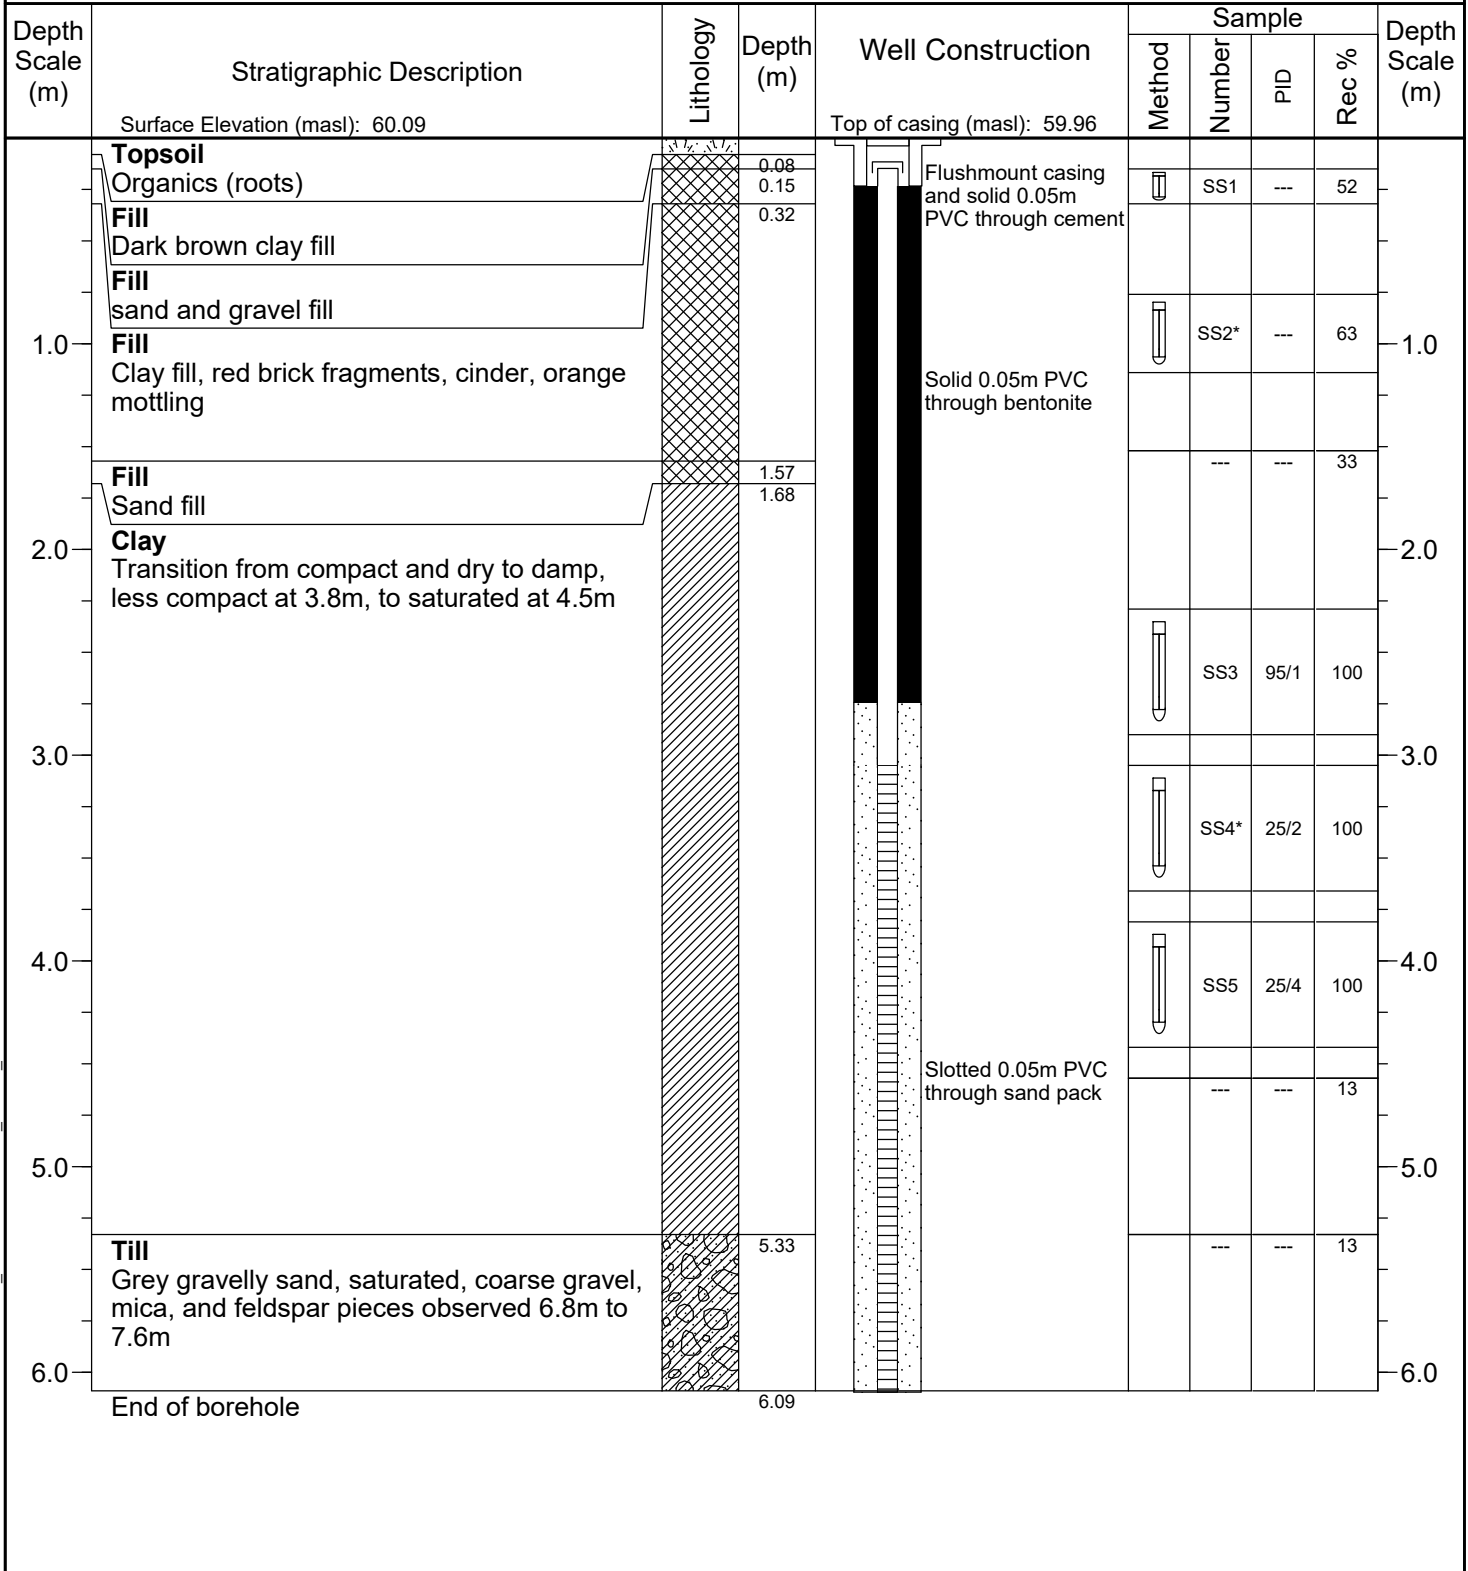 Depth
Scale
(m)
Stratigraphic Description
Surface Elevation (masl): 60.09
Lithology
Depth
(m)
Well Construction
Top of casing (masl): 59.96
Sample
Method
Number
PID
Rec %
Depth
Scale
(m)
Topsoil
Organics (roots)
0.08
Fill
Dark brown clay fill
0.15
Fill
sand and gravel fill
0.32
Fill
Clay fill, red brick fragments, cinder, orange
mottling
Fill
Sand fill
1.57
1.68
Clay
Transition from compact and dry to damp,
less compact at 3.8m, to saturated at 4.5m
Till
Grey gravelly sand, saturated, coarse gravel,
mica, and feldspar pieces observed 6.8m to
7.6m
5.33
End of borehole
6.09
1.0
2.0
3.0
4.0
5.0
6.0
Flushmount casing
and solid 0.05m
PVC through cement
Solid 0.05m PVC
through bentonite
Slotted 0.05m PVC
through sand pack
SS1 --- 52
SS2* --- 63
--- --- 33
SS3 95/1 100
SS4* 25/2 100
SS5 25/4 100
--- --- 13
--- --- 13
1.0
2.0
3.0
4.0
5.0
6.0